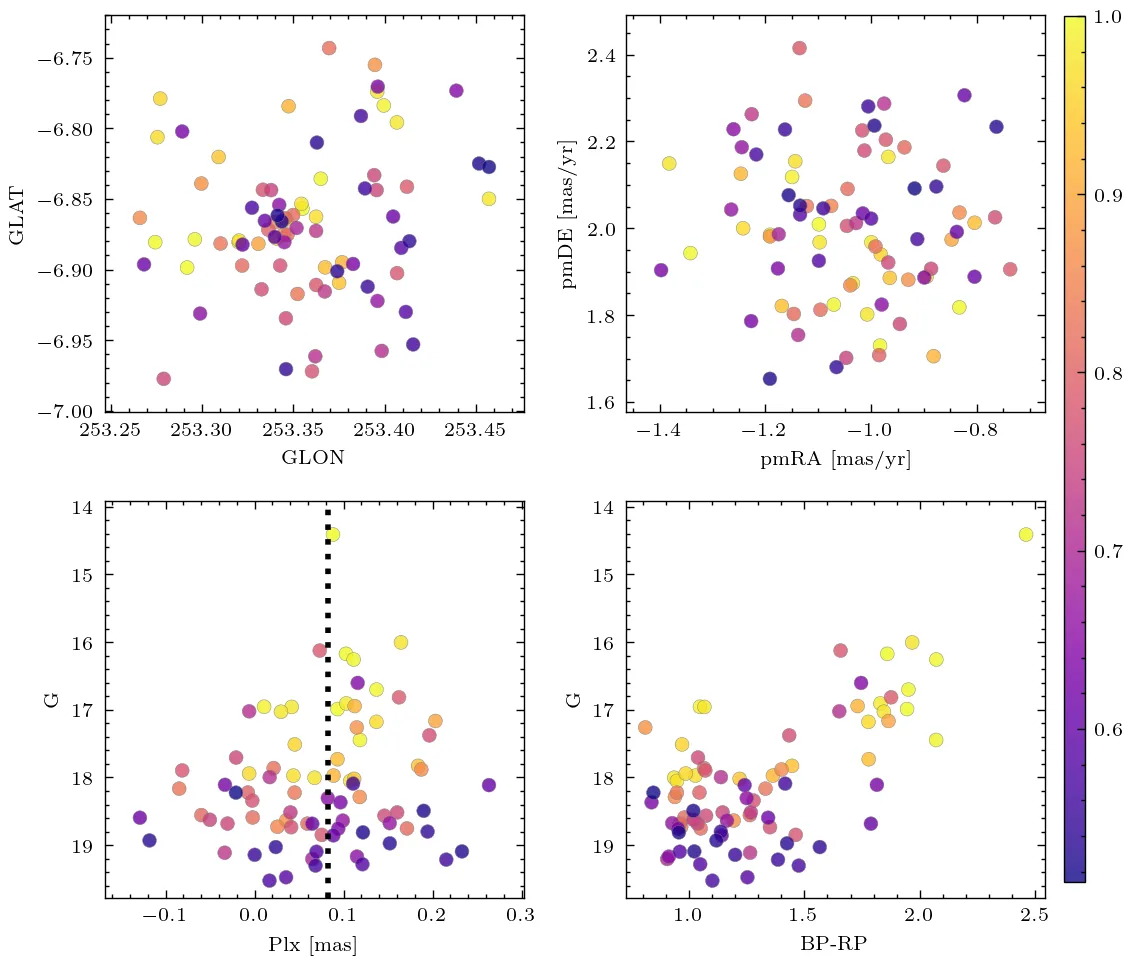 −6.75
−6.80
−6.85
−6.90
−6.95
−7.00
GLAT
253.25 253.30 253.35 253.40 253.45
GLON
2.4
2.2
2.0
1.8
1.6
pmDE [mas/yr]
−1.4 −1.2 −1.0 −0.8
pmRA [mas/yr]
14
15
16
17
18
19
G
−0.1 0.0 0.1 0.2 0.3
Plx [mas]
14
15
16
17
18
19
G
1.0 1.5 2.0 2.5
BP-RP
1.0
0.9
0.8
0.7
0.6